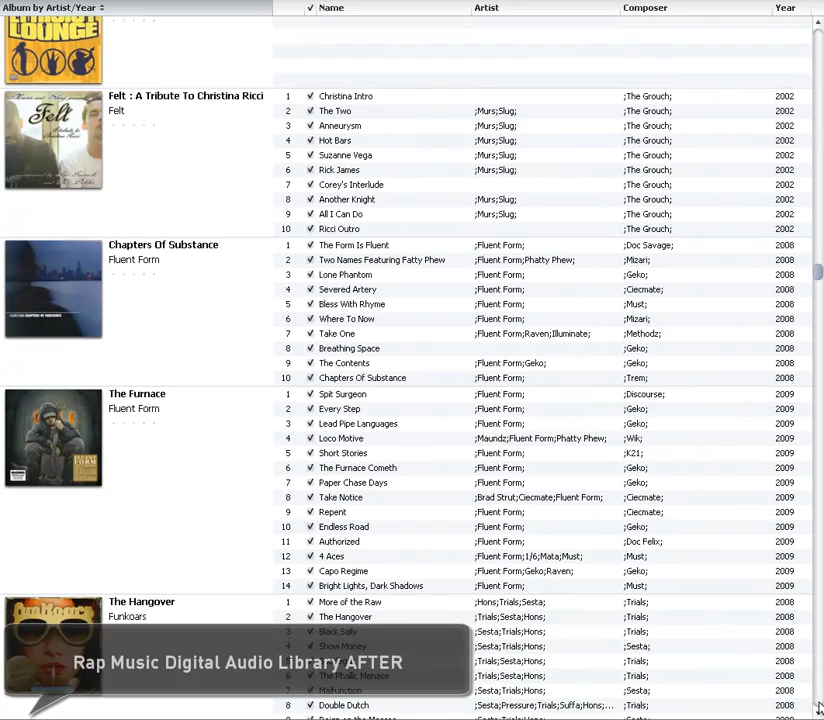 Album by Artist/Year ✓ Name Artist Composer Year
LOUNGE
Felt : A Tribute To Christina Ricci 1 ✓ Christina Intro ;The Grouch; 2002
Felt 2 ✓ The Two ;Murs;Slug; ;The Grouch; 2002
3 ✓ Anneurysm ;Murs;Slug; ;The Grouch; 2002
4 ✓ Hot Bars ;Murs;Slug; ;The Grouch; 2002
5 ✓ Suzanne Vega ;Murs;Slug; ;The Grouch; 2002
6 ✓ Rick James ;Murs;Slug; ;The Grouch; 2002
7 ✓ Corey's Interlude ;The Grouch; 2002
8 ✓ Another Knight ;Murs;Slug; ;The Grouch; 2002
9 ✓ All I Can Do ;Murs;Slug; ;The Grouch; 2002
10 ✓ Ricci Outro ;The Grouch; 2002
Chapters Of Substance 1 ✓ The Form Is Fluent ;Fluent Form; ;Doc Savage; 2008
Fluent Form 2 ✓ Two Names Featuring Fatty Phew ;Fluent Form;Phatty Phew; ;Mizari; 2008
3 ✓ Lone Phantom ;Fluent Form; ;Geko; 2008
4 ✓ Severed Artery ;Fluent Form; ;Ciecmate; 2008
5 ✓ Bless With Rhyme ;Fluent Form; ;Must; 2008
6 ✓ Where To Now ;Fluent Form; ;Mizari; 2008
7 ✓ Take One ;Fluent Form;Raven;Illuminate; ;Methodz; 2008
8 ✓ Breathing Space ;Geko; 2008
9 ✓ The Contents ;Fluent Form;Geko; ;Geko; 2008
10 ✓ Chapters Of Substance ;Fluent Form; ;Trem; 2008
The Furnace 1 ✓ Spit Surgeon ;Fluent Form; ;Discourse; 2009
Fluent Form 2 ✓ Every Step ;Fluent Form; ;Geko; 2009
3 ✓ Lead Pipe Languages ;Fluent Form; ;Geko; 2009
4 ✓ Loco Motive ;Maundz;Fluent Form;Phatty Phew; ;Wik; 2009
5 ✓ Short Stories ;Fluent Form; ;K21; 2009
6 ✓ The Furnace Cometh ;Fluent Form; ;Geko; 2009
7 ✓ Paper Chase Days ;Fluent Form; ;Geko; 2009
8 ✓ Take Notice ;Brad Strut;Ciecmate;Fluent Form; ;Ciecmate; 2009
9 ✓ Repent ;Fluent Form; ;Ciecmate; 2009
10 ✓ Endless Road ;Fluent Form; ;Geko; 2009
11 ✓ Authorized ;Fluent Form; ;Doc Felix; 2009
12 ✓ 4 Aces ;Fluent Form;1/6;Mata;Must; ;Must; 2009
13 ✓ Capo Regime ;Fluent Form;Geko;Raven; ;Geko; 2009
14 ✓ Bright Lights, Dark Shadows ;Fluent Form; ;Must; 2009
The Hangover 1 ✓ More of the Raw ;Hons;Trials;Sesta; ;Trials; 2008
Funkoars 2 ✓ The Hangover ;Sesta;Trials;Hons; ;Trials; 2008
3 ✓ Black Sally ;Sesta;Trials;Hons; ;Trials; 2008
4 ✓ Show Money ;Sesta;Trials;Hons; ;Sesta; 2008
;Sesta;Trials;Hons; ;Trials; 2008
6 ✓ The Phallic Menace ;Sesta;Trials;Hons; ;Trials; 2008
7 ✓ Malfunction ;Sesta;Trials;Hons; ;Sesta; 2008
8 ✓ Double Dutch ;Sesta;Pressure;Trials;Suffa;Hons;... ;Trials; 2008
Rap Music Digital Audio Library AFTER